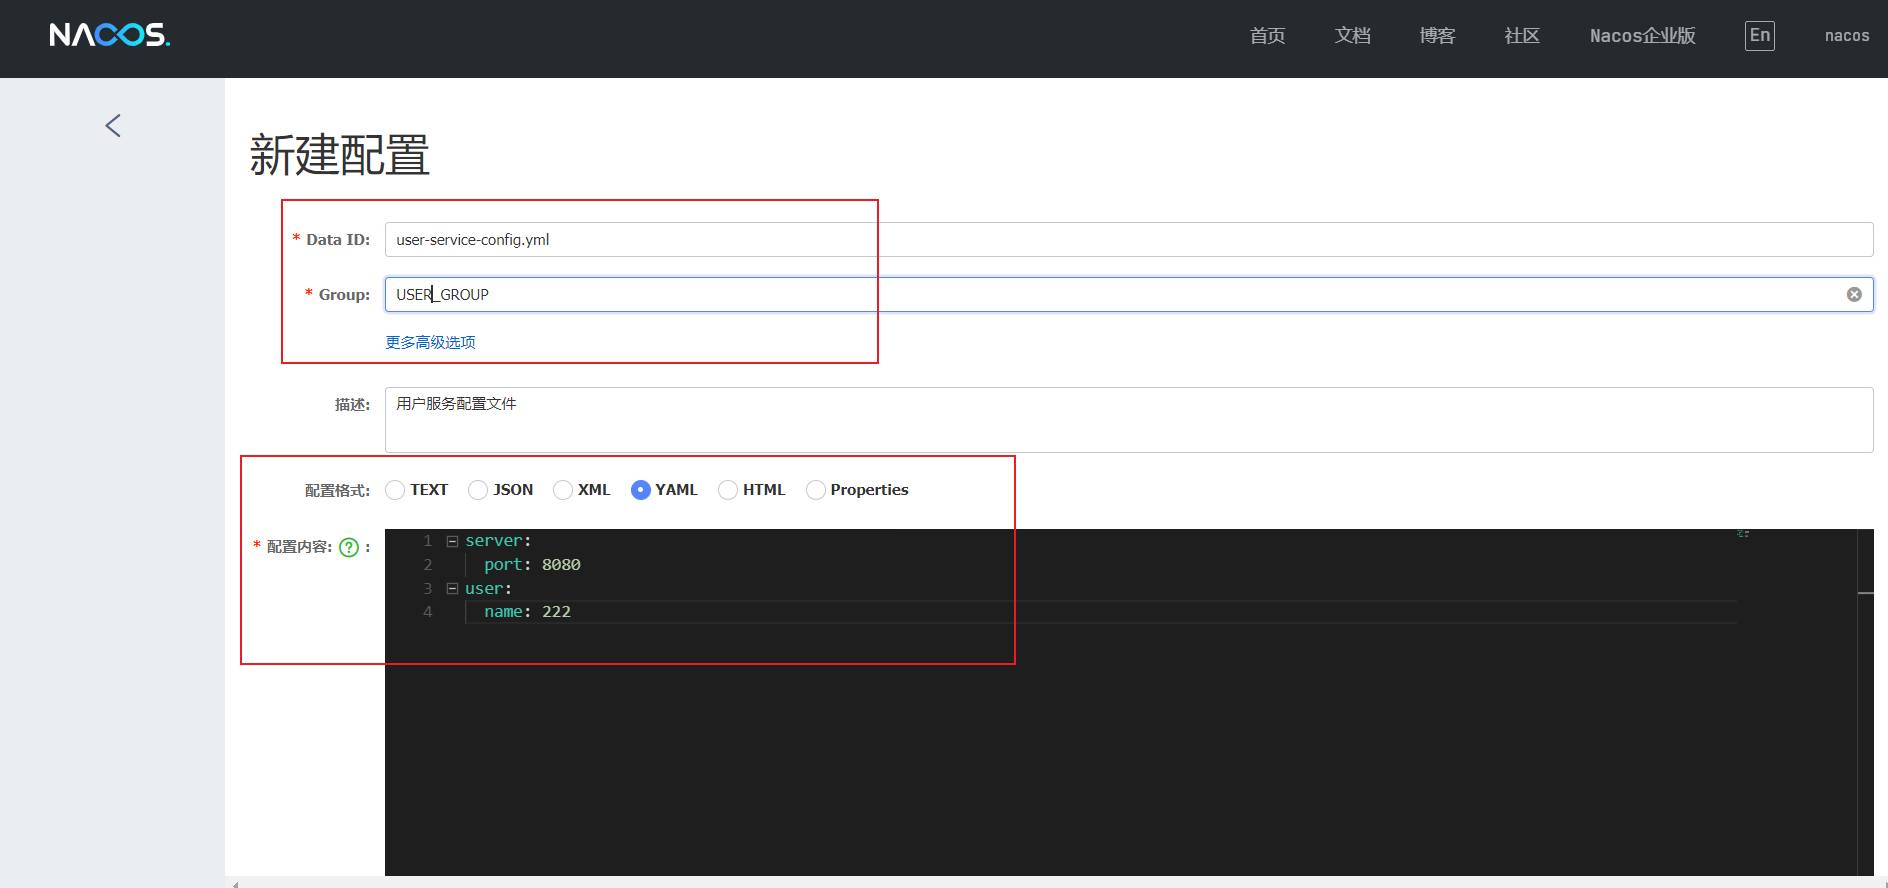 NACOS.
首页 文档 博客 社区 Nacos企业版 En nacos
新建配置
* Data ID: user-service-config.yml
* Group: USER_GROUP
更多高级选项
描述: 用户服务配置文件
配置格式: TEXT JSON XML YAML HTML Properties
* 配置内容: ? :
1 server:
2 port: 8080
3 user:
4 name: 222